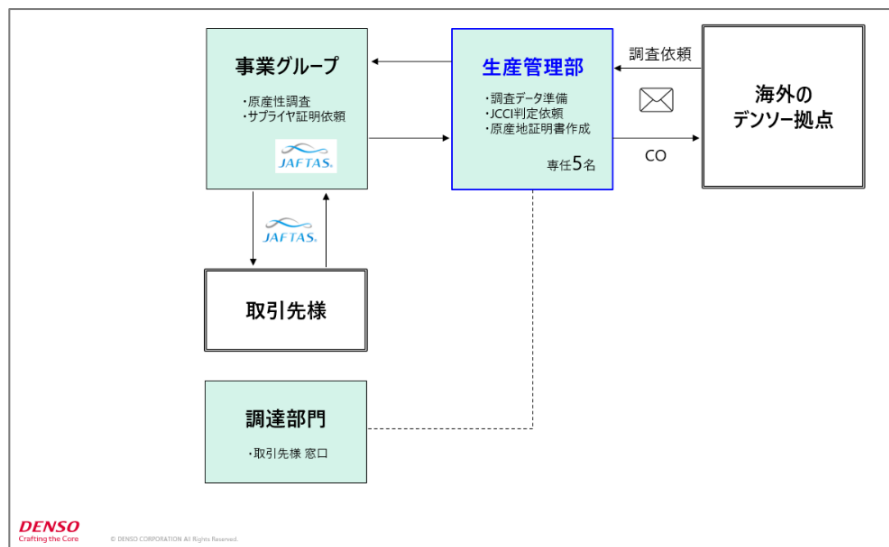 事業グループ
・原産性調査
・サプライヤ証明依頼
JAFTAS®
生産管理部
・調査データ準備
・JCCI判定依頼
・原産地証明書作成
専任5名
調査依頼
CO
海外の
デンソー拠点
JAFTAS®
取引先様
調達部門
・取引先様 窓口
DENSO
Crafting the Core
© DENSO CORPORATION All Rights Reserved.